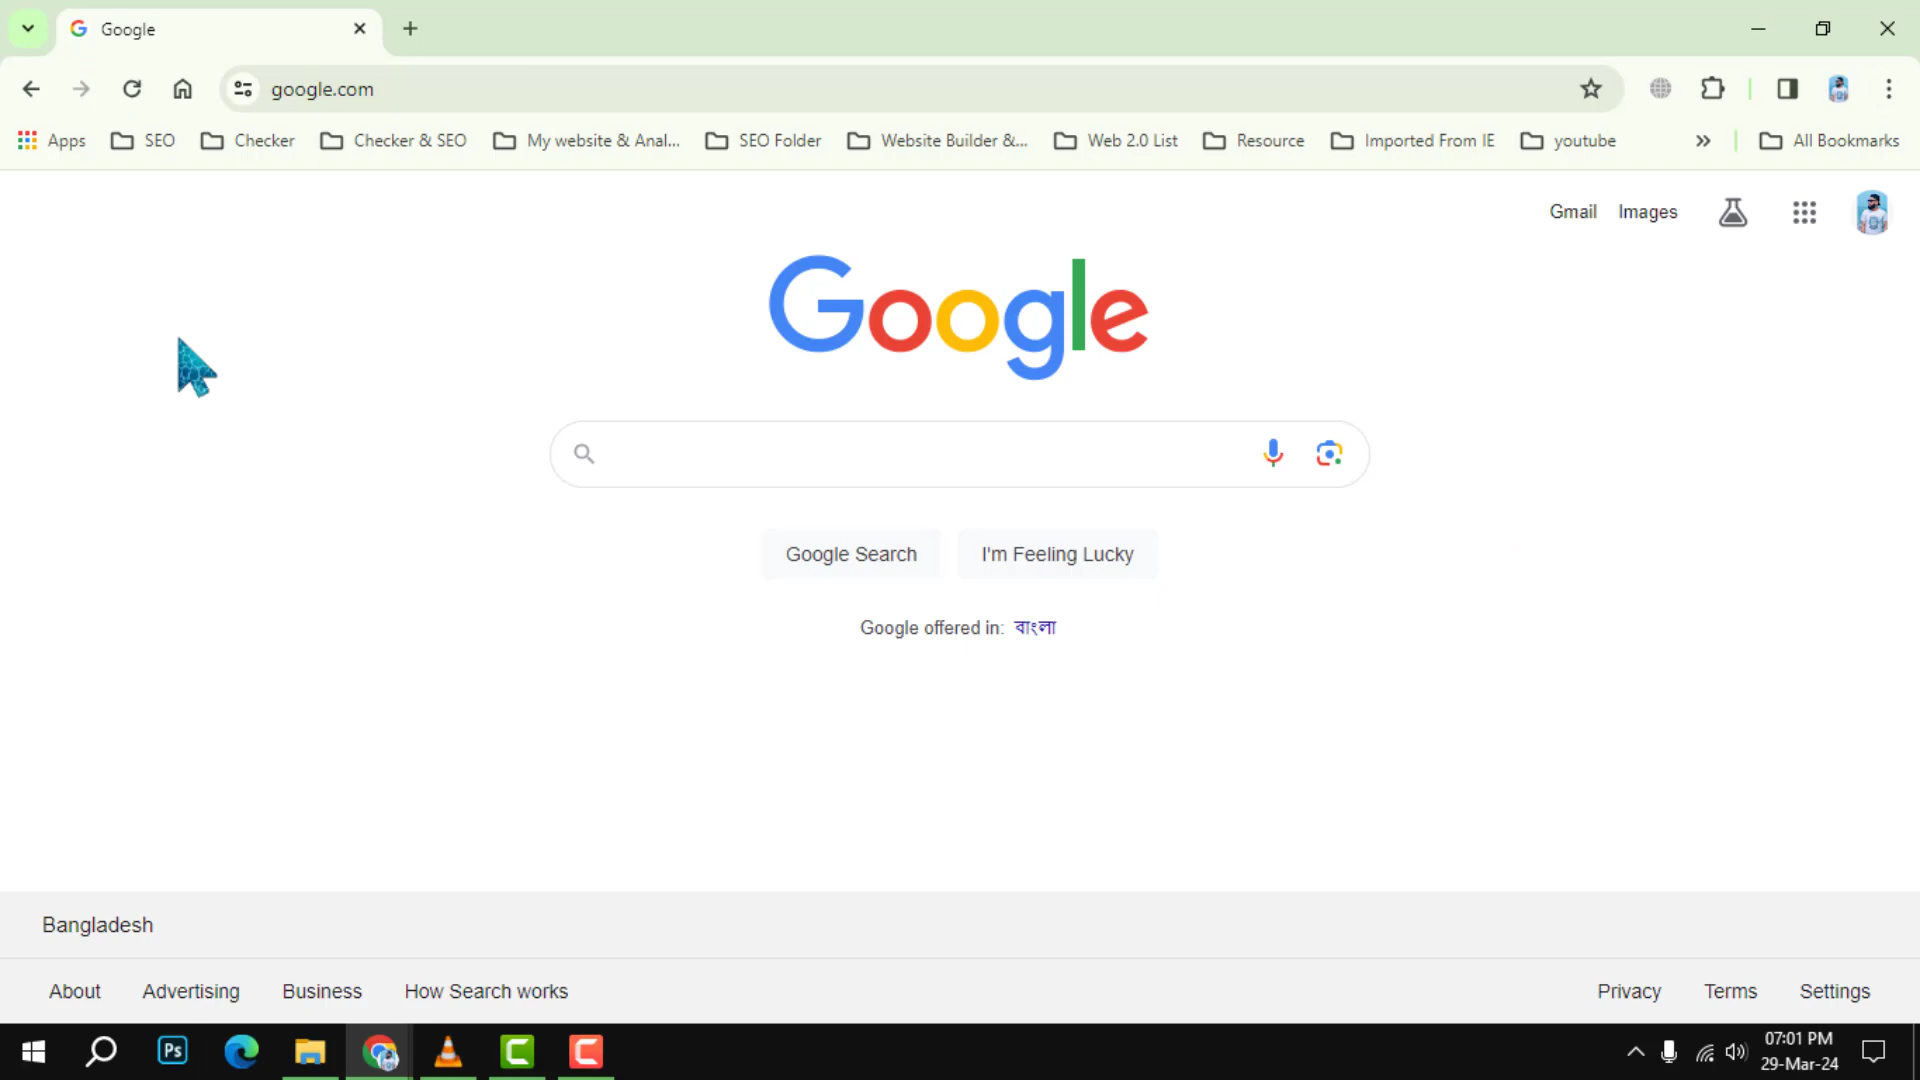 Google
google.com
Apps SEO Checker Checker & SEO My website & Anal... SEO Folder Website Builder &... Web 2.0 List Resource Imported From IE youtube All Bookmarks
Gmail Images
Google
Google Search I'm Feeling Lucky
Google offered in: বাংলা
Bangladesh
About Advertising Business How Search works Privacy Terms Settings
Ps
07:01 PM
29-Mar-24